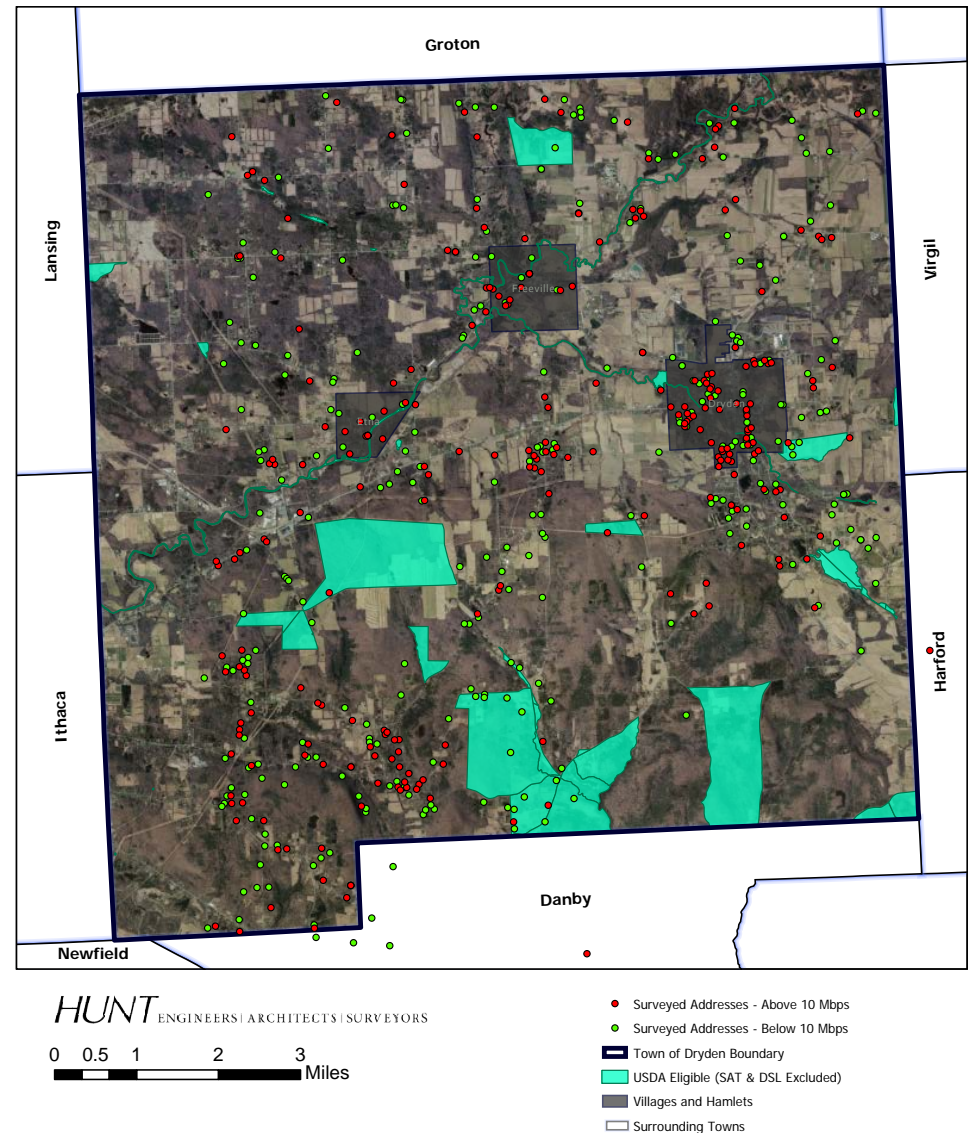 Groton
Lansing
Virgil
Freeville
Dryden
Etna
Ithaca
Harford
Danby
Newfield
HUNT ENGINEERS | ARCHITECTS | SURVEYORS
0 0.5 1 2 3
Miles
Surveyed Addresses - Above 10 Mbps
Surveyed Addresses - Below 10 Mbps
Town of Dryden Boundary
USDA Eligible (SAT & DSL Excluded)
Villages and Hamlets
Surrounding Towns